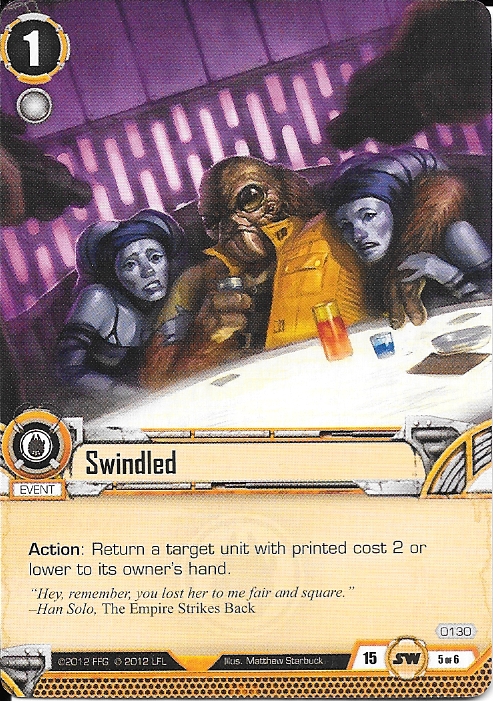 1
Swindled
EVENT
Action: Return a target unit with printed cost 2 or
lower to its owner's hand.
"Hey, remember, you lost her to me fair and square."
–Han Solo, The Empire Strikes Back
0130
©2012 FFG © 2012 LFL
Illus. Matthew Starbuck
15
SW
5 OF 6